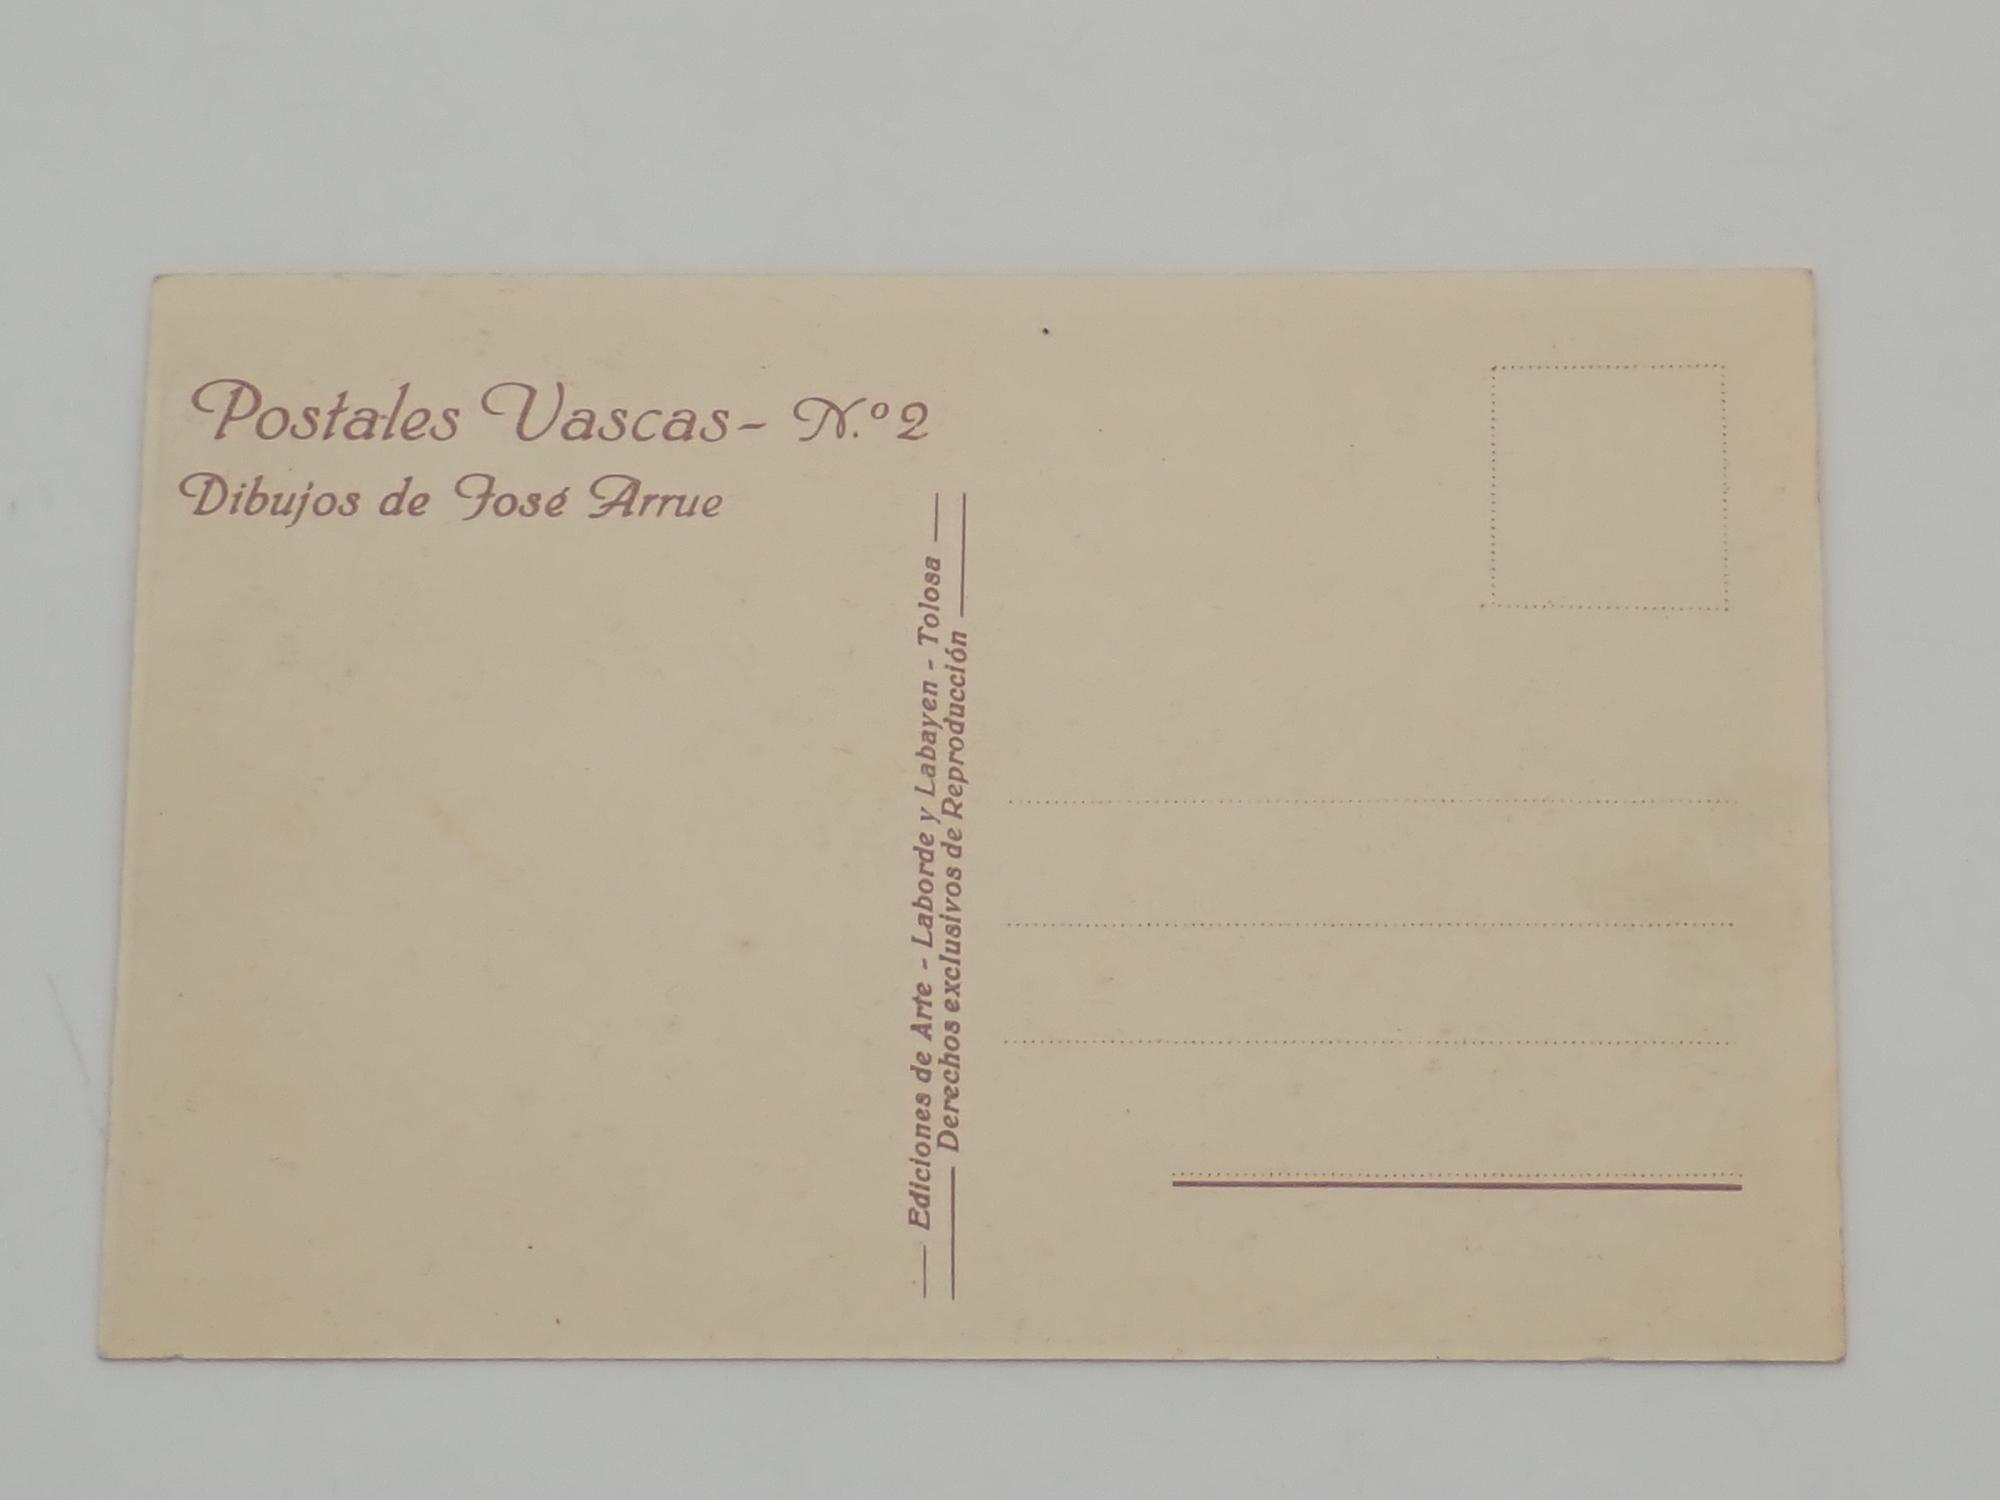 Postales Vascas - N.º 2
Dibujos de José Arrue
Ediciones de Arte - Laborde y Labayen - Tolosa
Derechos exclusivos de Reproducción